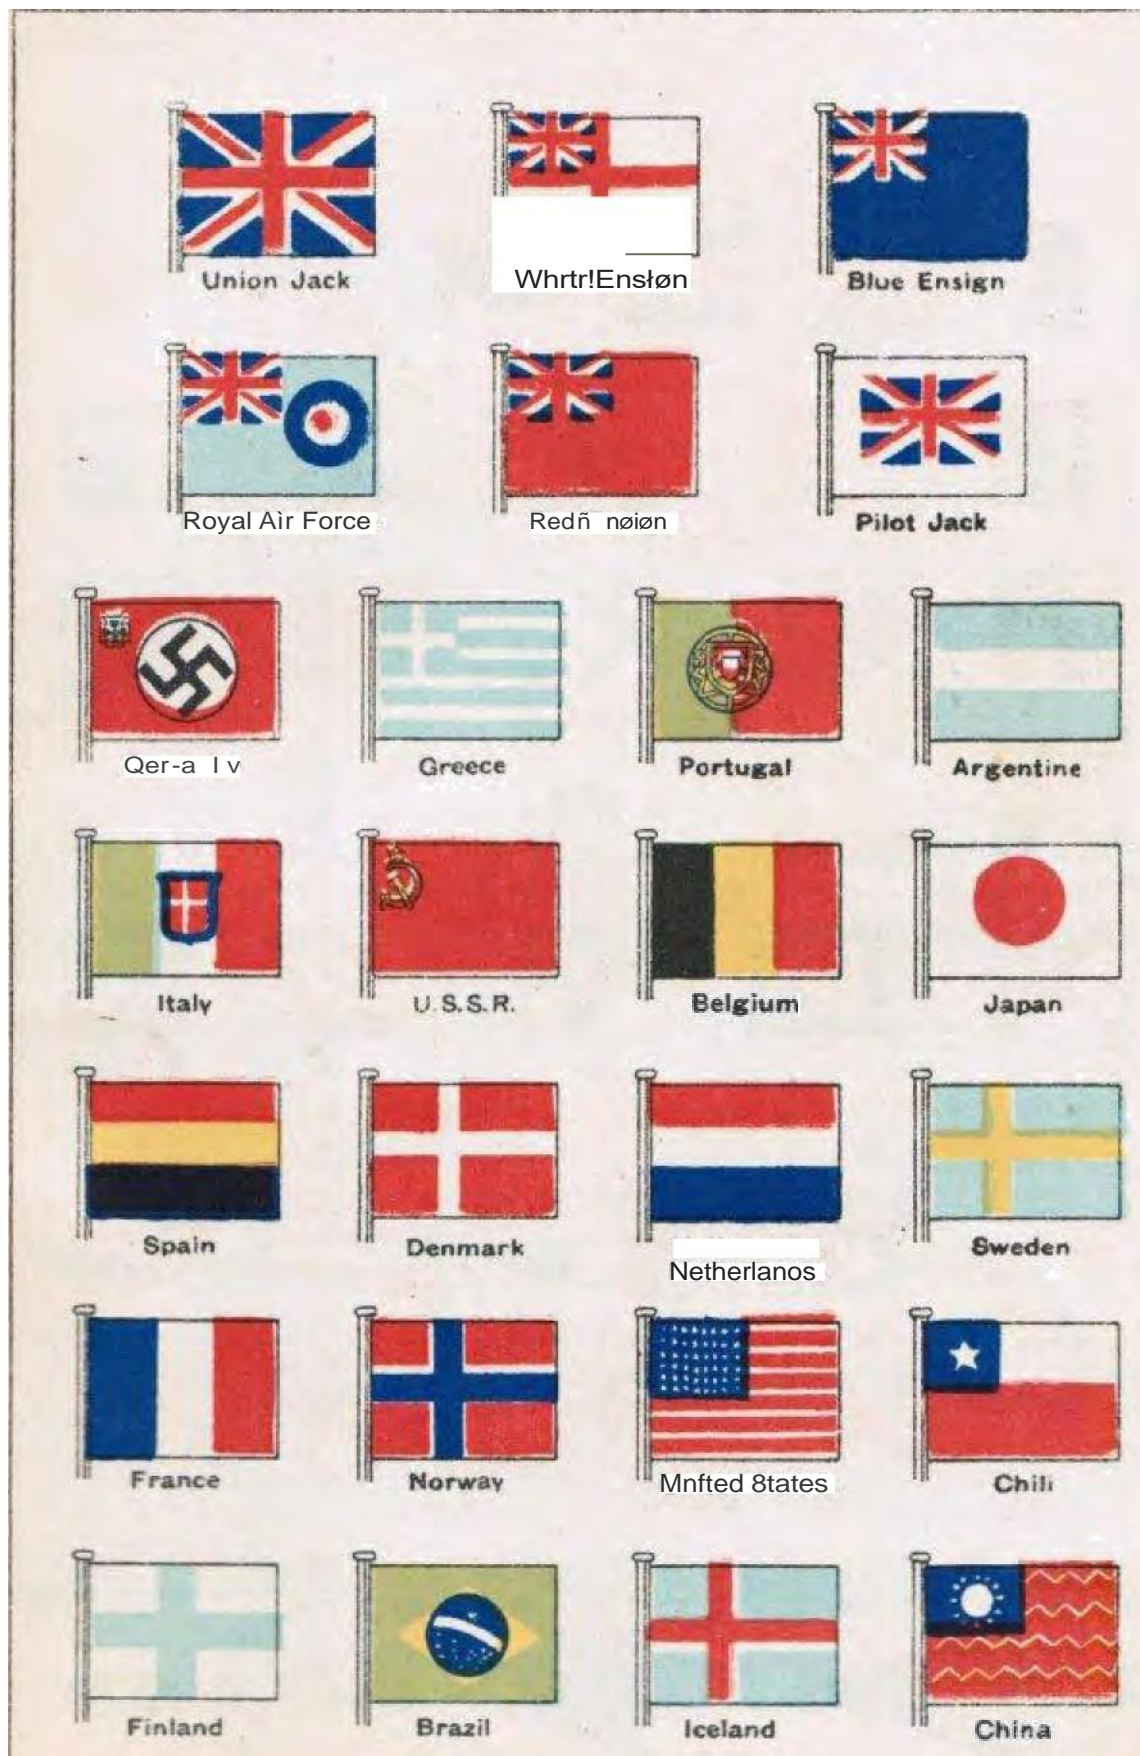 Union Jack
Whrtr!Ensłøn
Blue Ensign
Royal Aìr Force
Redñ nøiøn
Pilot Jack
Qer-a I v
Greece
Portugal
Argentine
Italy
U.S.S.R.
Belgium
Japan
Spain
Denmark
Netherlanos
Sweden
France
Norway
Mnfted 8tates
Chili
Finland
Brazil
Iceland
China